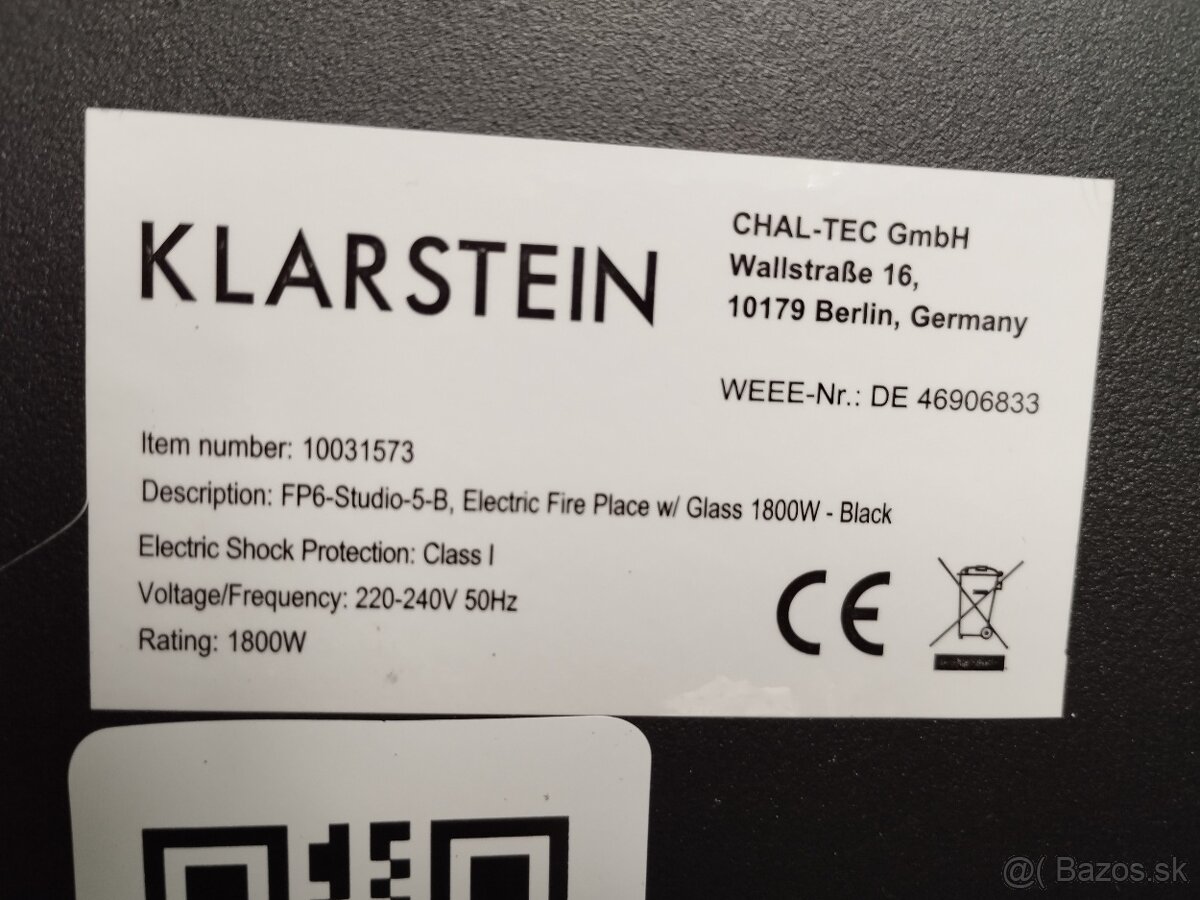 KLARSTEIN
CHAL-TEC GmbH
Wallstraße 16,
10179 Berlin, Germany
WEEE-Nr.: DE 46906833
Item number: 10031573
Description: FP6-Studio-5-B, Electric Fire Place w/ Glass 1800W - Black
Electric Shock Protection: Class I
Voltage/Frequency: 220-240V 50Hz
Rating: 1800W
CE
@( Bazos.sk